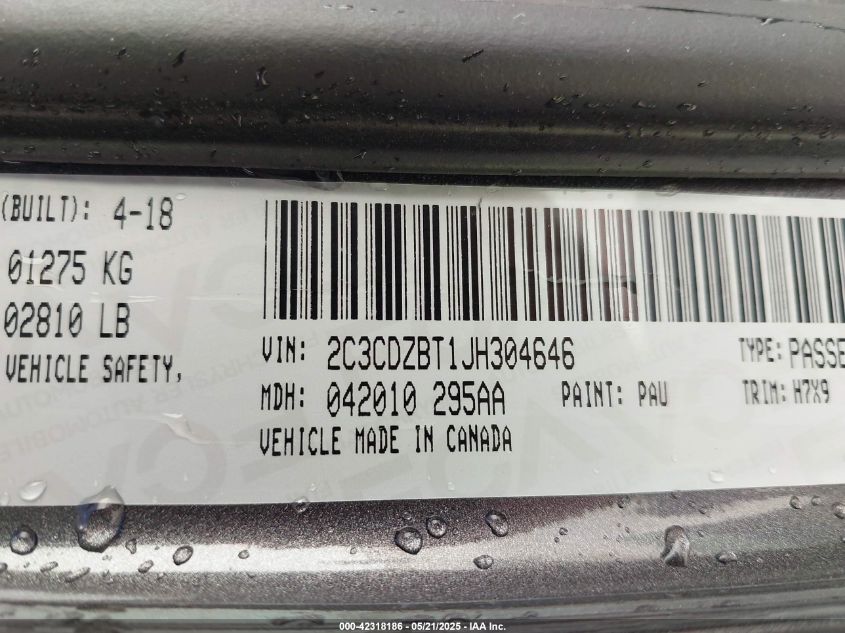 (BUILT): 4-18
01275 KG
02810 LB
VEHICLE SAFETY,
VIN: 2C3CDZBT1JH304646
TYPE: PASSE
MDH: 042010 295AA
PAINT: PAU
TRIM: H7X9
VEHICLE MADE IN CANADA
000-42318186 - 05/21/2025 - IAA Inc.